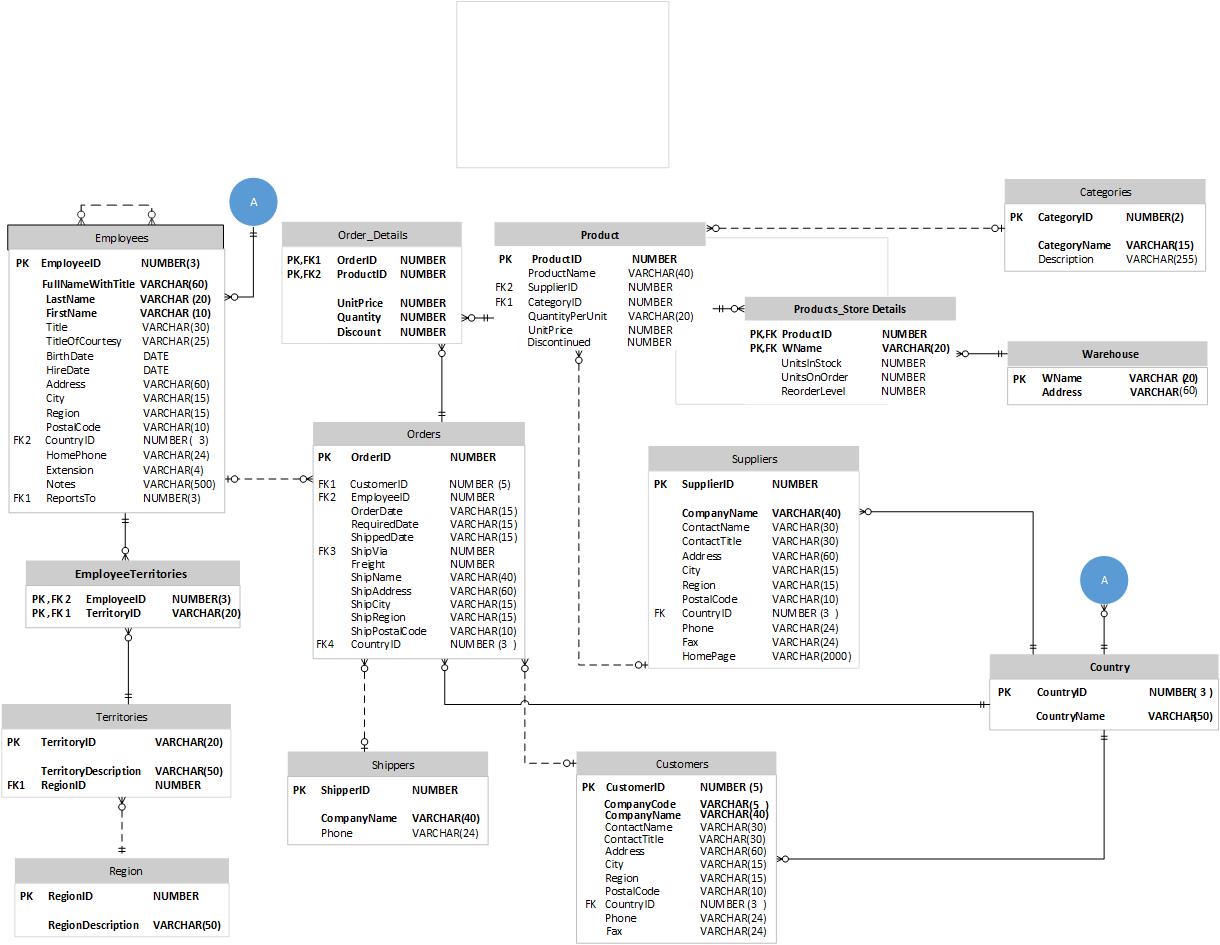 A
Employees
PK EmployeeID NUMBER(3)
FullNameWithTitle VARCHAR(60)
LastName VARCHAR (20)
FirstName VARCHAR (10)
Title VARCHAR(30)
TitleOfCourtesy VARCHAR(25)
BirthDate DATE
HireDate DATE
Address VARCHAR(60)
City VARCHAR(15)
Region VARCHAR(15)
PostalCode VARCHAR(10)
FK2 CountryID NUMBER( 3)
HomePhone VARCHAR(24)
Extension VARCHAR(4)
Notes VARCHAR(500)
FK1 ReportsTo NUMBER(3)
Order_Details
PK,FK1 OrderID NUMBER
PK,FK2 ProductID NUMBER
UnitPrice NUMBER
Quantity NUMBER
Discount NUMBER
Product
PK ProductID NUMBER
ProductName VARCHAR(40)
FK2 SupplierID NUMBER
FK1 CategoryID NUMBER
QuantityPerUnit VARCHAR(20)
UnitPrice NUMBER
Discontinued NUMBER
Categories
PK CategoryID NUMBER(2)
CategoryName VARCHAR(15)
Description VARCHAR(255)
Products_Store Details
PK,FK ProductID NUMBER
PK,FK WName VARCHAR(20)
UnitsInStock NUMBER
UnitsOnOrder NUMBER
ReorderLevel NUMBER
Warehouse
PK WName VARCHAR (20)
Address VARCHAR(60)
Orders
PK OrderID NUMBER
FK1 CustomerID NUMBER (5)
FK2 EmployeeID NUMBER
OrderDate VARCHAR(15)
RequiredDate VARCHAR(15)
ShippedDate VARCHAR(15)
FK3 ShipVia NUMBER
Freight NUMBER
ShipName VARCHAR(40)
ShipAddress VARCHAR(60)
ShipCity VARCHAR(15)
ShipRegion VARCHAR(15)
ShipPostalCode VARCHAR(10)
FK4 CountryID NUMBER (3 )
Suppliers
PK SupplierID NUMBER
CompanyName VARCHAR(40)
ContactName VARCHAR(30)
ContactTitle VARCHAR(30)
Address VARCHAR(60)
City VARCHAR(15)
Region VARCHAR(15)
PostalCode VARCHAR(10)
FK CountryID NUMBER (3 )
Phone VARCHAR(24)
Fax VARCHAR(24)
HomePage VARCHAR(2000)
EmployeeTerritories
PK ,FK 2 EmployeeID NUMBER(3)
PK ,FK 1 TerritoryID VARCHAR(20)
A
Country
PK CountryID NUMBER( 3 )
CountryName VARCHAR(50)
Territories
PK TerritoryID VARCHAR(20)
TerritoryDescription VARCHAR(50)
FK1 RegionID NUMBER
Shippers
PK ShipperID NUMBER
CompanyName VARCHAR(40)
Phone VARCHAR(24)
Customers
PK CustomerID NUMBER (5)
CompanyCode VARCHAR(5 )
CompanyName VARCHAR(40)
ContactName VARCHAR(30)
ContactTitle VARCHAR(30)
Address VARCHAR(60)
City VARCHAR(15)
Region VARCHAR(15)
PostalCode VARCHAR(10)
FK CountryID NUMBER (3 )
Phone VARCHAR(24)
Fax VARCHAR(24)
Region
PK RegionID NUMBER
RegionDescription VARCHAR(50)